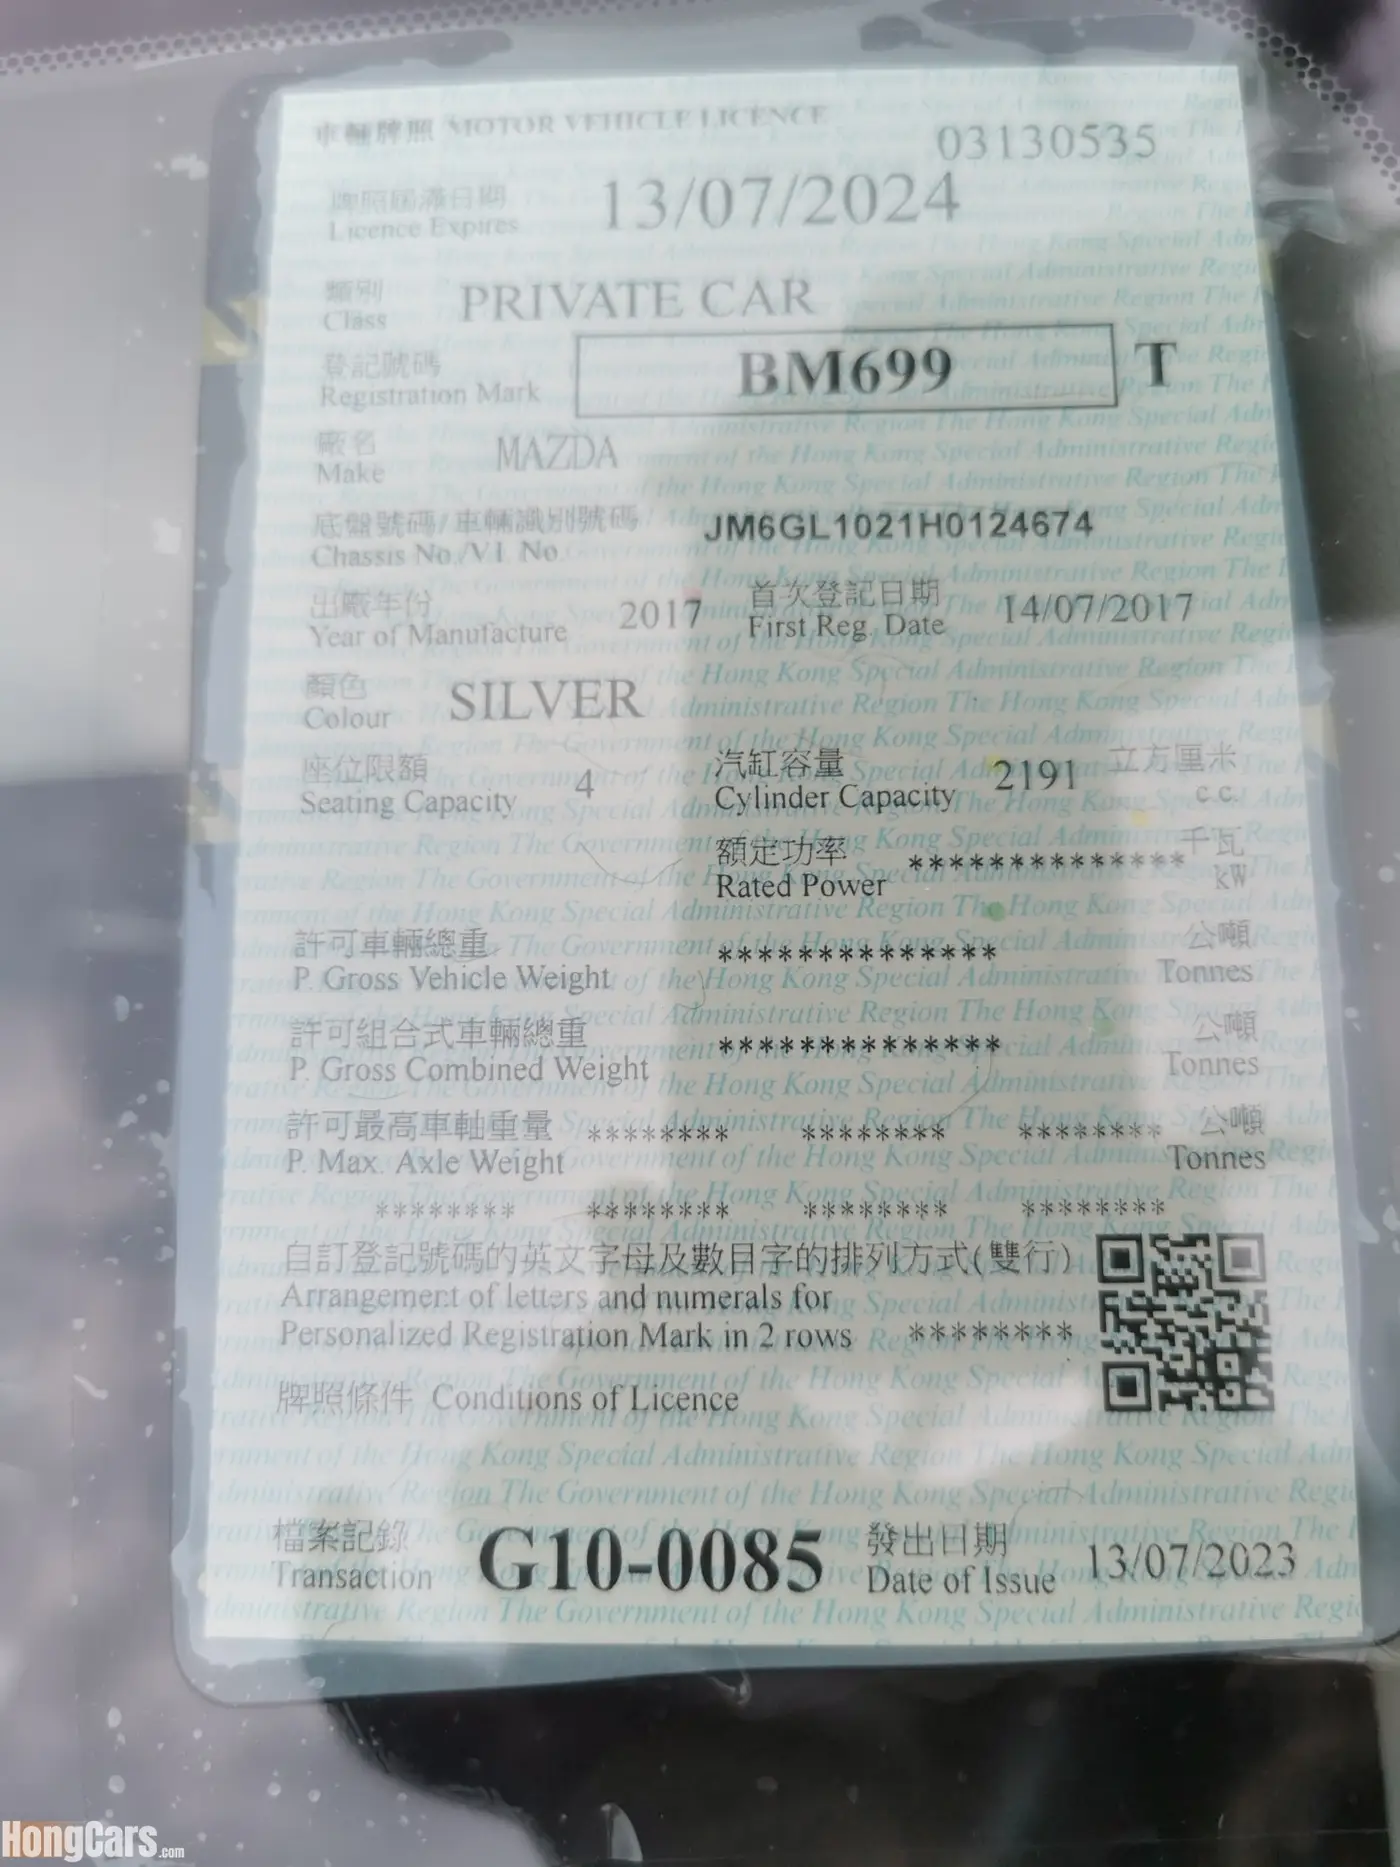 車輛牌照 MOTOR VEHICLE LICENCE
03130535
牌照屆滿日期
Licence Expires
13/07/2024
類別
Class
PRIVATE CAR
登記號碼
Registration Mark
BM699 T
廠名
Make
MAZDA
底盤號碼/車輛識別號碼
Chassis No./V.I. No.
JM6GL1021H0124674
出廠年份
Year of Manufacture
2017
首次登記日期
First Reg. Date
14/07/2017
顏色
Colour
SILVER
座位限額
Seating Capacity
4
汽缸容量
Cylinder Capacity
2191
立方厘米
c.c.
額定功率
Rated Power
**************
千瓦
kW
許可車輛總重
P. Gross Vehicle Weight
**************
公噸
Tonnes
許可組合式車輛總重
P. Gross Combined Weight
**************
公噸
Tonnes
許可最高車軸重量
P. Max. Axle Weight
******** ******** ********
公噸
Tonnes
******** ******** ******** ********
自訂登記號碼的英文字母及數目字的排列方式(雙行)
Arrangement of letters and numerals for
Personalized Registration Mark in 2 rows ********
牌照條件 Conditions of Licence
檔案記錄
Transaction
G10-0085
發出日期
Date of Issue
13/07/2023
HongCars.com